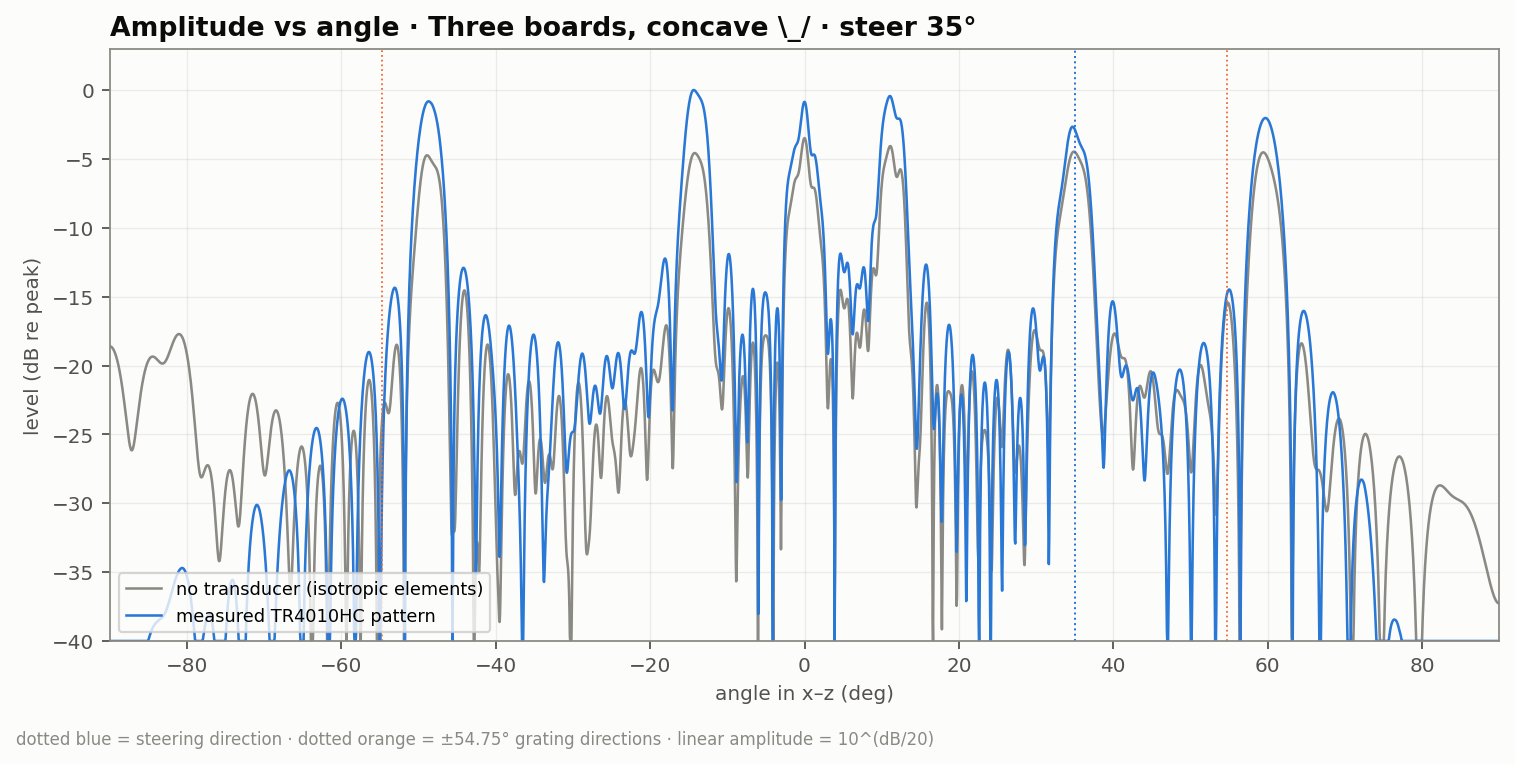 Amplitude vs angle · Three boards, concave \_/ · steer 35°
level (dB re peak)
0
−5
−10
−15
−20
−25
−30
−35
−40
no transducer (isotropic elements)
measured TR4010HC pattern
−80 −60 −40 −20 0 20 40 60 80
angle in x–z (deg)
dotted blue = steering direction · dotted orange = ±54.75° grating directions · linear amplitude = 10^(dB/20)